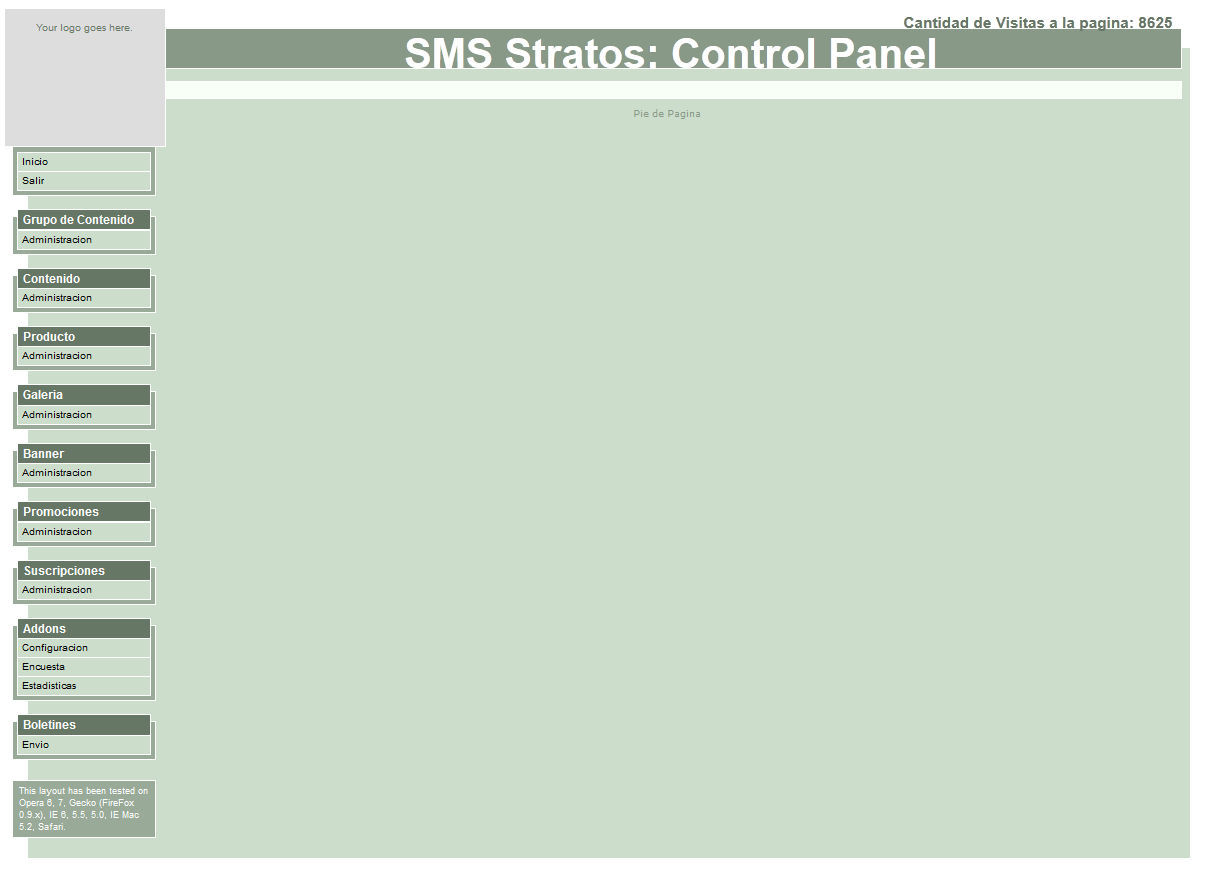 Your logo goes here.
Cantidad de Visitas a la pagina: 8625
SMS Stratos: Control Panel
Pie de Pagina
Inicio
Salir
Grupo de Contenido
Administracion
Contenido
Administracion
Producto
Administracion
Galeria
Administracion
Banner
Administracion
Promociones
Administracion
Suscripciones
Administracion
Addons
Configuracion
Encuesta
Estadisticas
Boletines
Envio
This layout has been tested on
Opera 6, 7, Gecko (FireFox
0.9.x), IE 6, 5.5, 5.0, IE Mac
5.2, Safari.